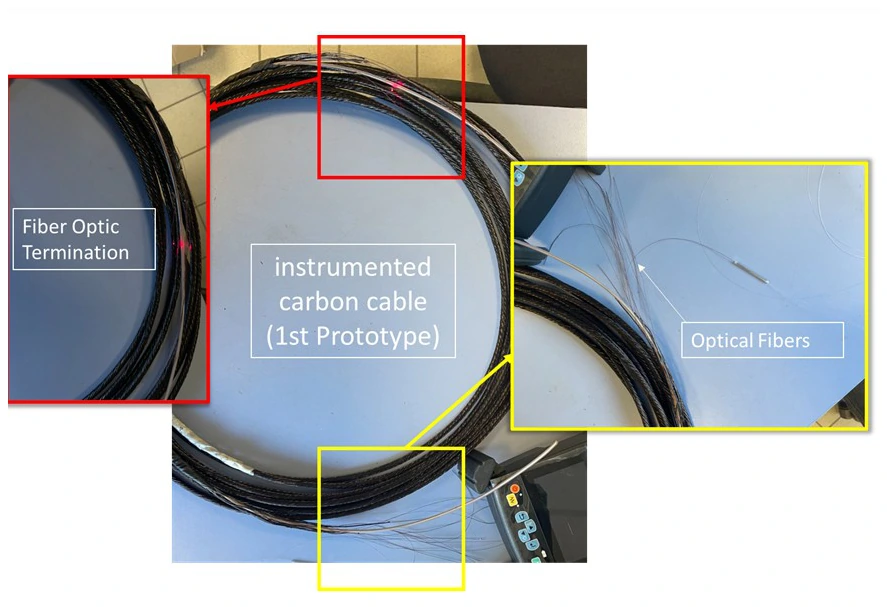 Fiber Optic
Termination
instrumented
carbon cable
(1st Prototype)
Optical Fibers